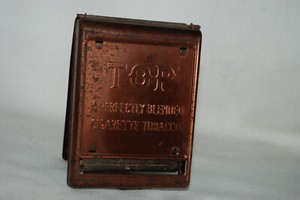 TOP
A PERFECTLY BLENDED
CIGARETTE TOBACCO